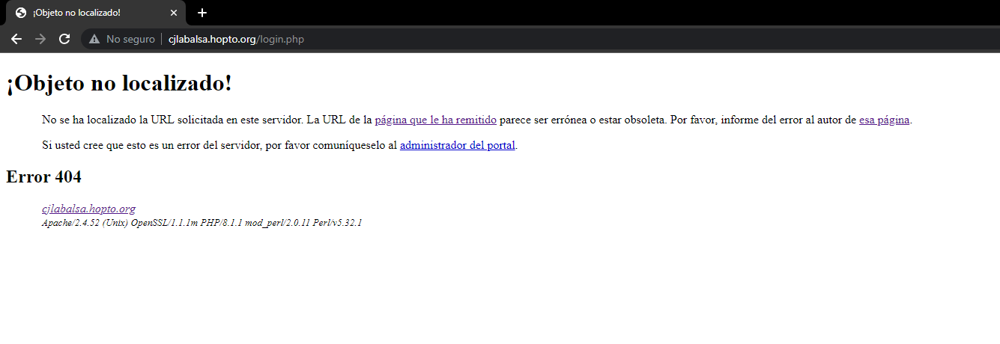 ¡Objeto no localizado!
No seguro
cjlabalsa.hopto.org/login.php
¡Objeto no localizado!
No se ha localizado la URL solicitada en este servidor. La URL de la página que le ha remitido parece ser errónea o estar obsoleta. Por favor, informe del error al autor de esa página.
Si usted cree que esto es un error del servidor, por favor comuníqueselo al administrador del portal.
Error 404
cjlabalsa.hopto.org
Apache/2.4.52 (Unix) OpenSSL/1.1.1m PHP/8.1.1 mod_perl/2.0.11 Perl/v5.32.1